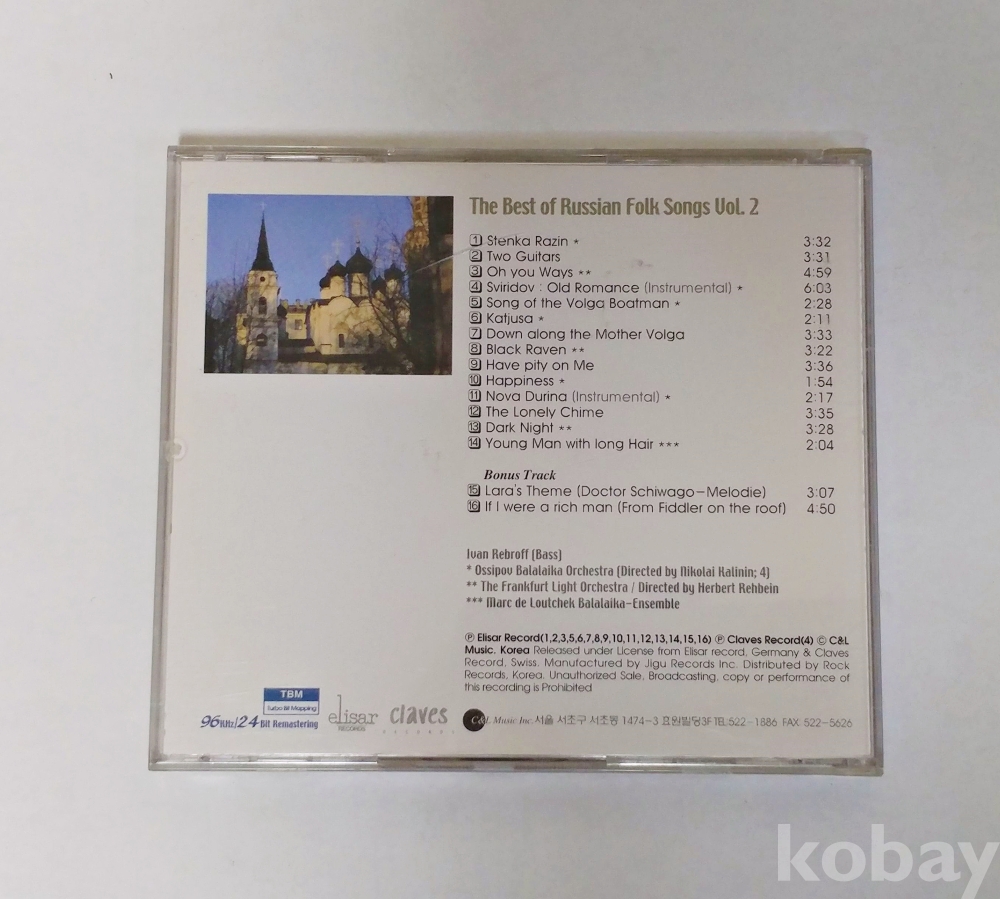 The Best of Russian Folk Songs Vol. 2
1 Stenka Razin * 3:32
2 Two Guitars 3:31
3 Oh you Ways ** 4:59
4 Sviridov : Old Romance (Instrumental) * 6:03
5 Song of the Volga Boatman * 2:28
6 Katjusa * 2:11
7 Down along the Mother Volga 3:33
8 Black Raven ** 3:22
9 Have pity on Me 3:36
10 Happiness * 1:54
11 Nova Durina (Instrumental) * 2:17
12 The Lonely Chime 3:35
13 Dark Night ** 3:28
14 Young Man with long Hair *** 2:04
Bonus Track
15 Lara's Theme (Doctor Schiwago-Melodie) 3:07
16 If I were a rich man (From Fiddler on the roof) 4:50
Ivan Rebroff (Bass)
* Ossipov Balalaika Orchestra (Directed by Nikolai Kalinin; 4)
** The Frankfurt Light Orchestra / Directed by Herbert Rehbein
*** Marc de Loutchek Balalaika-Ensemble
℗ Elisar Record(1,2,3,5,6,7,8,9,10,11,12,13,14,15,16) ℗ Claves Record(4) © C&L
Music. Korea Released under License from Elisar record, Germany & Claves
Record, Swiss. Manufactured by Jigu Records Inc. Distributed by Rock
Records, Korea. Unauthorized Sale, Broadcasting, copy or performance of
this recording is Prohibited
TBM
Turbo Bit Mapping
96KHz/24 Bit Remastering
elisar
RECORDS
claves
RECORDS
C&L Music Inc. 서울 서초구 서초동 1474-3 요원빌딩3F TEL:522-1886 FAX. 522-5626
kobay